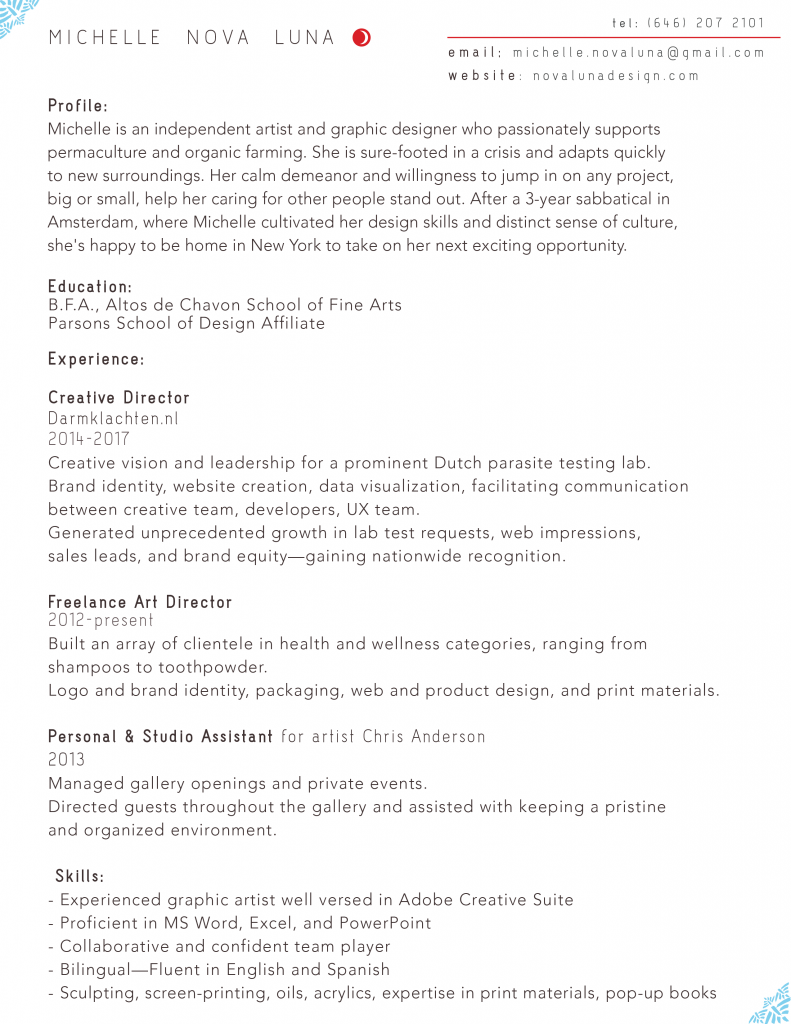 MICHELLE NOVA LUNA
tel: (646) 207 2101
email; michelle.novaluna@gmail.com
website: novalunadesign.com
Profile:
Michelle is an independent artist and graphic designer who passionately supports
permaculture and organic farming. She is sure-footed in a crisis and adapts quickly
to new surroundings. Her calm demeanor and willingness to jump in on any project,
big or small, help her caring for other people stand out. After a 3-year sabbatical in
Amsterdam, where Michelle cultivated her design skills and distinct sense of culture,
she's happy to be home in New York to take on her next exciting opportunity.
Education:
B.F.A., Altos de Chavon School of Fine Arts
Parsons School of Design Affiliate
Experience:
Creative Director
Darmklachten.nl
2014-2017
Creative vision and leadership for a prominent Dutch parasite testing lab.
Brand identity, website creation, data visualization, facilitating communication
between creative team, developers, UX team.
Generated unprecedented growth in lab test requests, web impressions,
sales leads, and brand equity—gaining nationwide recognition.
Freelance Art Director
2012-present
Built an array of clientele in health and wellness categories, ranging from
shampoos to toothpowder.
Logo and brand identity, packaging, web and product design, and print materials.
Personal & Studio Assistant for artist Chris Anderson
2013
Managed gallery openings and private events.
Directed guests throughout the gallery and assisted with keeping a pristine
and organized environment.
Skills:
- Experienced graphic artist well versed in Adobe Creative Suite
- Proficient in MS Word, Excel, and PowerPoint
- Collaborative and confident team player
- Bilingual—Fluent in English and Spanish
- Sculpting, screen-printing, oils, acrylics, expertise in print materials, pop-up books